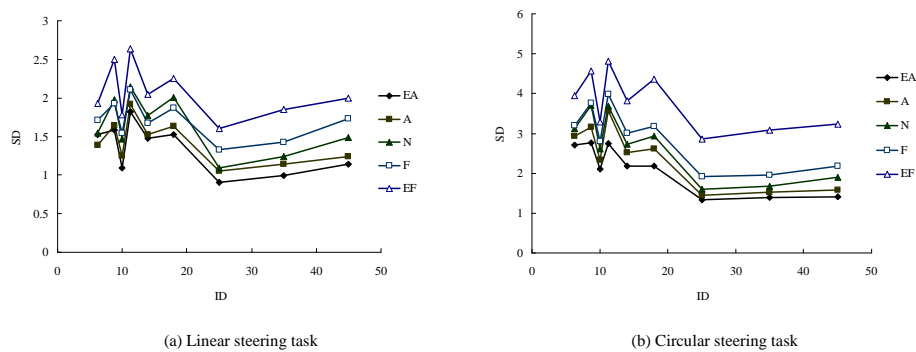 3
2.5
2
1.5
1
0.5
0
SD
0 10 20 30 40 50
ID
EA
A
N
F
EF
(a) Linear steering task
6
5
4
3
2
1
0
SD
0 10 20 30 40 50
ID
EA
A
N
F
EF
(b) Circular steering task